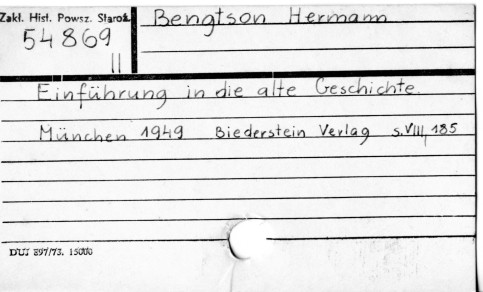 Zakł. Hist. Powsz. Staroż.
54869
II
Bengtson Hermann
Einführung in die alte Geschichte.
München 1949 Biederstein Verlag s. VIII, 185
DUJ 897/73. 15000